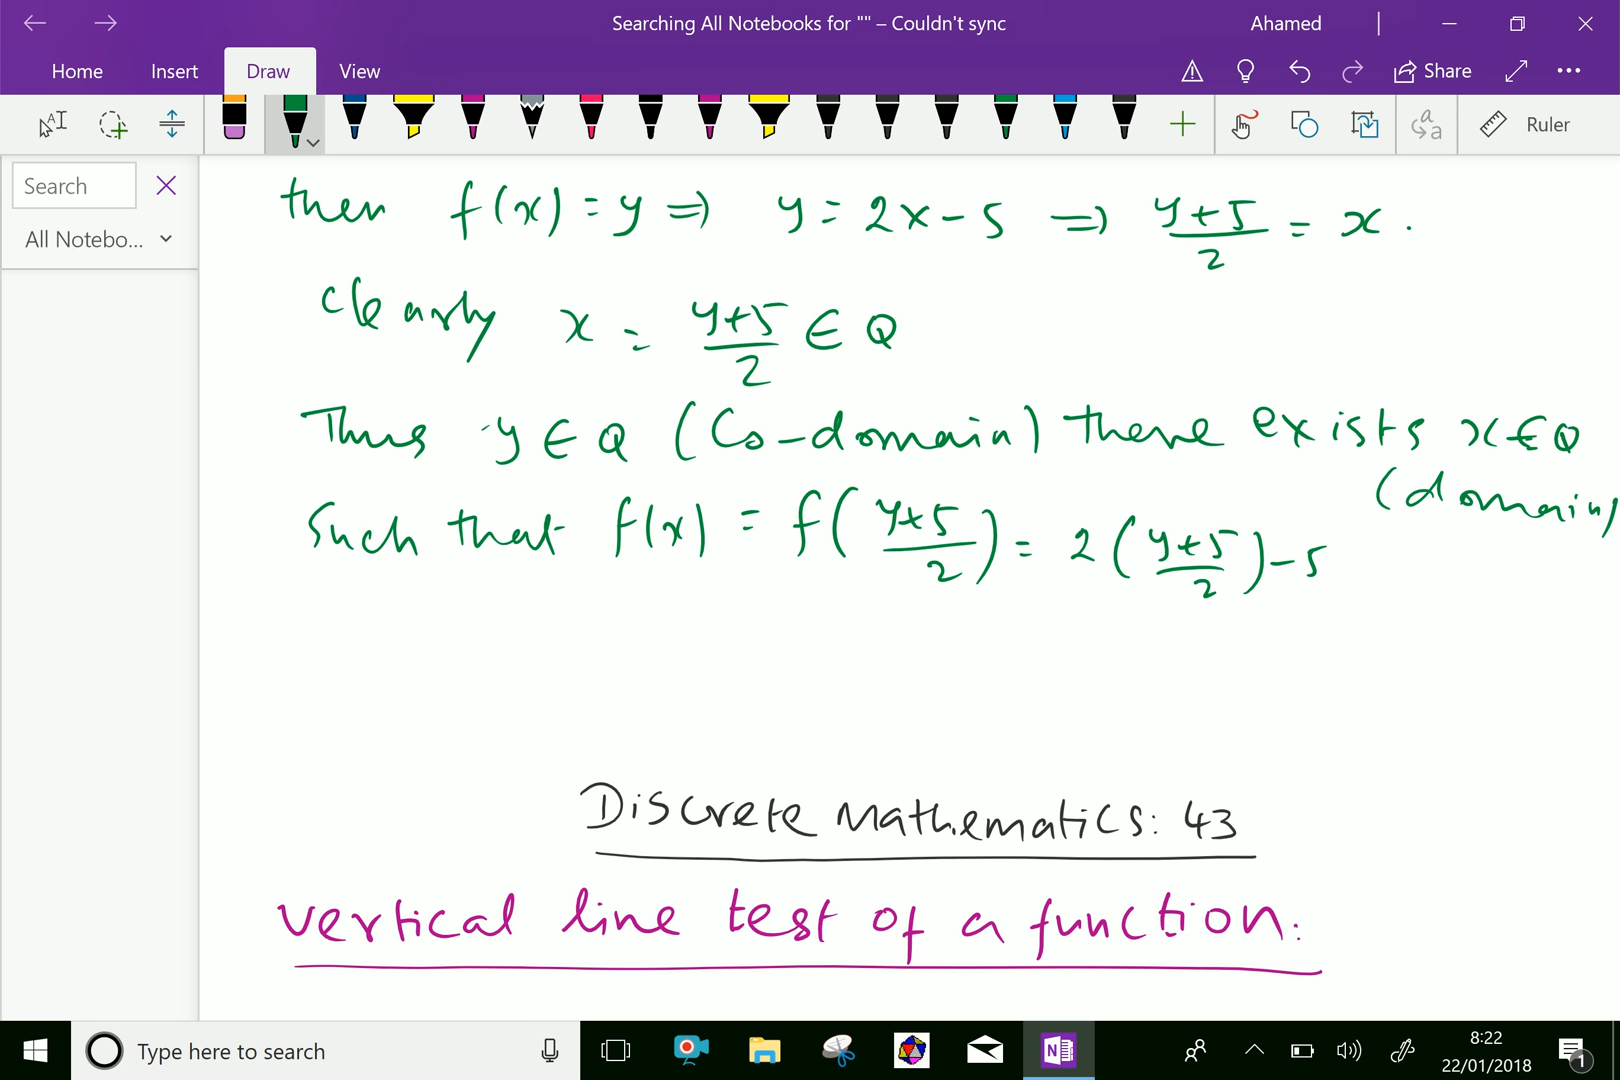 Searching All Notebooks for "" – Couldn't sync
Ahamed
Home Insert Draw View
Share
Ruler
Search
All Notebo...
then f(x) = y ⇒ y = 2x - 5 ⇒ (y+5)/2 = x .
Clearly x = (y+5)/2 ∈ Q
Thus y ∈ Q (Co-domain) there exists x ∈ Q
(domain)
Such that f(x) = f((y+5)/2) = 2((y+5)/2) - 5
Discrete Mathematics: 43
Vertical line test of a function:
Type here to search
8:22
22/01/2018
1